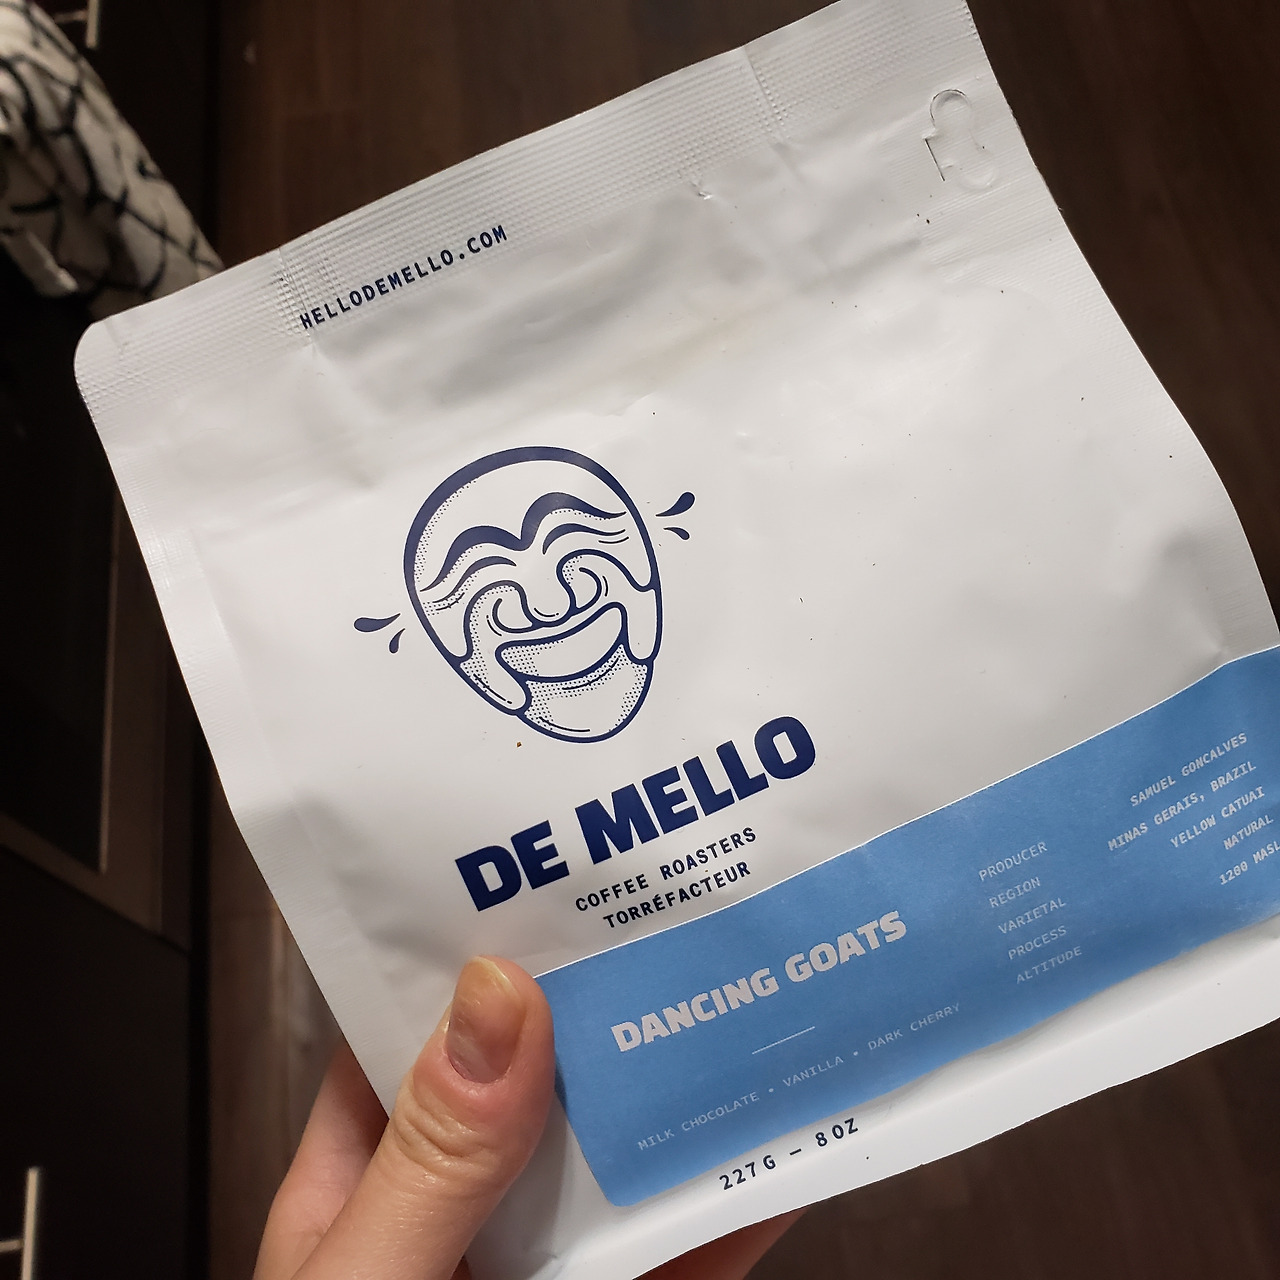 HELLODEMELLO.COM
DE MELLO
COFFEE ROASTERS
TORRÉFACTEUR
DANCING GOATS
MILK CHOCOLATE • VANILLA • DARK CHERRY
PRODUCER SAMUEL GONCALVES
REGION MINAS GERAIS, BRAZIL
VARIETAL YELLOW CATUAI
PROCESS NATURAL
ALTITUDE 1200 MASL
227G — 8OZ